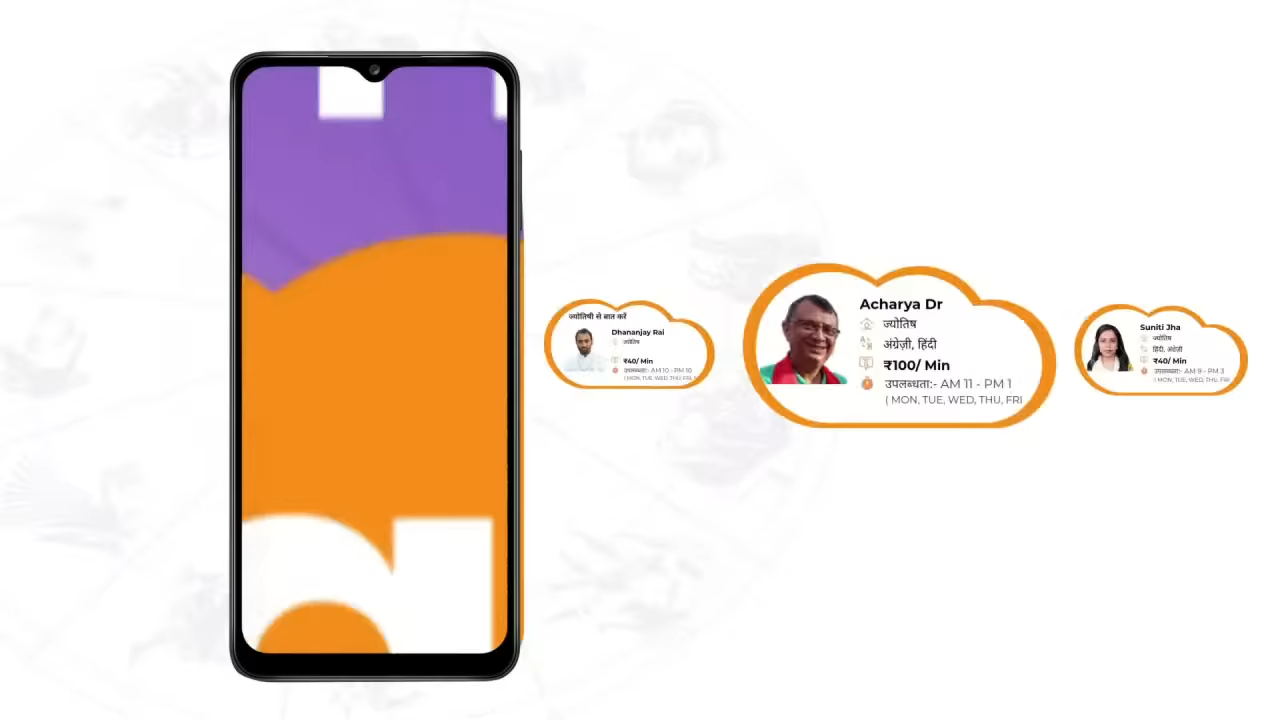 ज्योतिषी से बात करें
Dhananjay Rai
ज्योतिष
₹40/ Min
उपलब्धता:- AM 10 - PM 10
( MON, TUE, WED, THU, FRI,
Acharya Dr
ज्योतिष
अंग्रेज़ी, हिंदी
₹100/ Min
उपलब्धता:- AM 11 - PM 1
( MON, TUE, WED, THU, FRI
Suniti Jha
ज्योतिष
हिंदी, अंग्रेज़ी
₹40/ Min
उपलब्धता:- AM 9 - PM 3
( MON, TUE, WED, THU, FRI